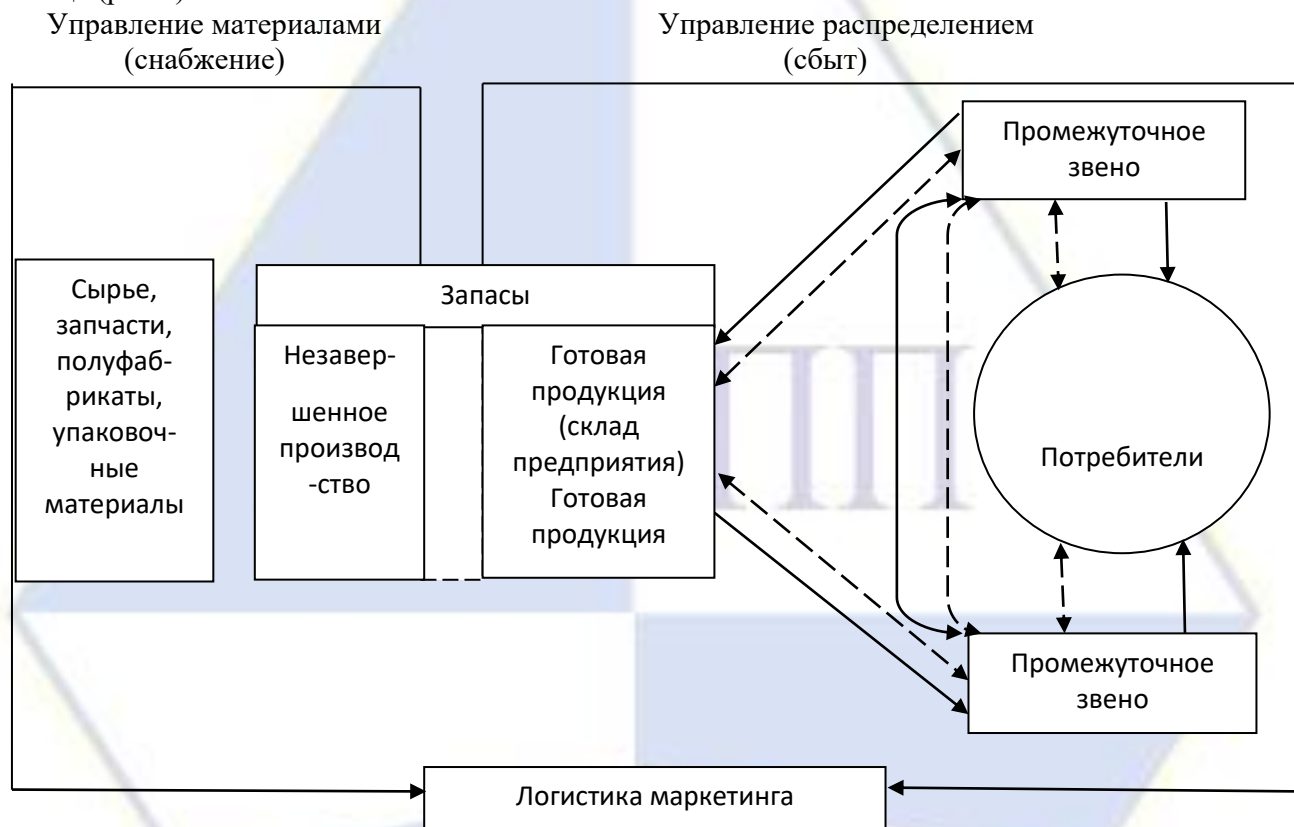 Управление материалами
(снабжение)
Управление распределением
(сбыт)
Промежуточное
звено
Сырье,
запчасти,
полуфаб-
рикаты,
упаковоч-
ные
материалы
Запасы
Незавер-
шенное
производ
-ство
Готовая
продукция
(склад
предприятия)
Готовая
продукция
Потребители
Промежуточное
звено
Логистика маркетинга